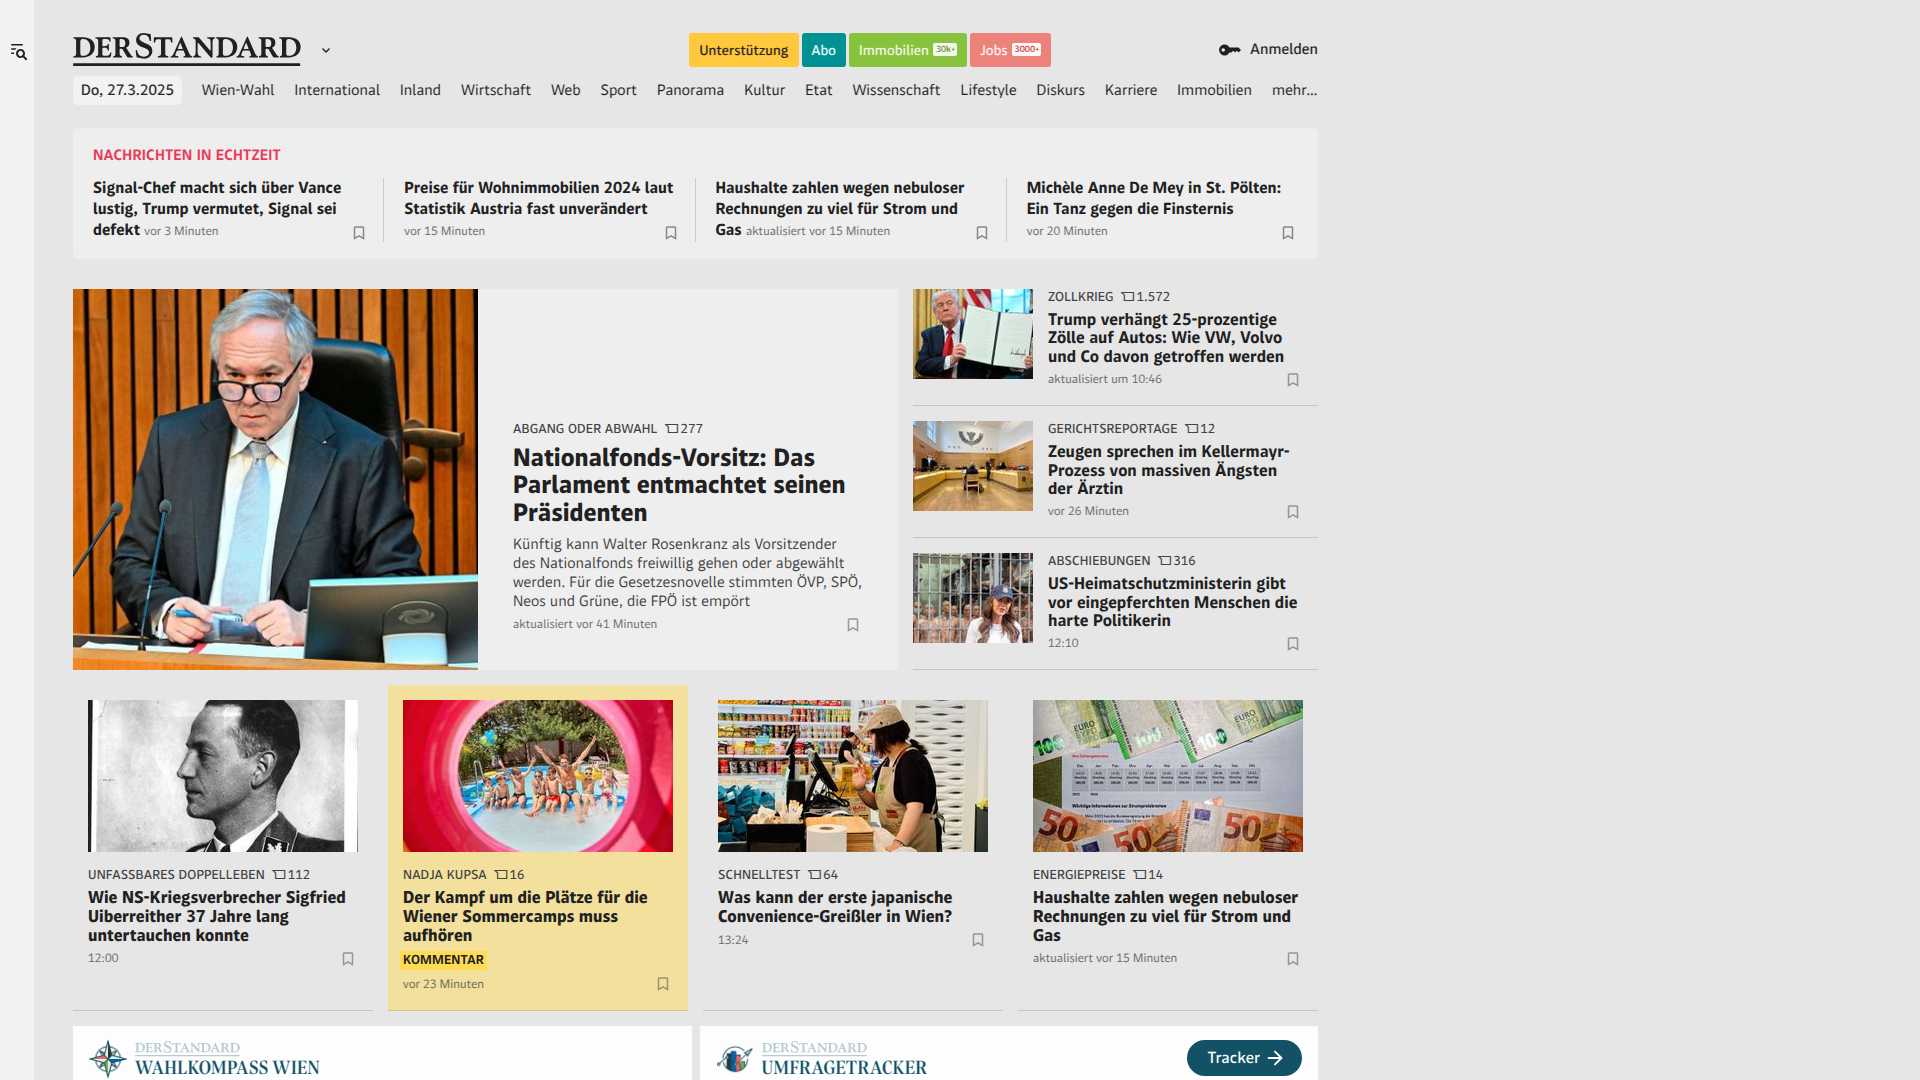 DERSTANDARD
Unterstützung
Abo
Immobilien 30k+
Jobs 3000+
Anmelden
Do, 27.3.2025
Wien-Wahl
International
Inland
Wirtschaft
Web
Sport
Panorama
Kultur
Etat
Wissenschaft
Lifestyle
Diskurs
Karriere
Immobilien
mehr...
NACHRICHTEN IN ECHTZEIT
Signal-Chef macht sich über Vance
lustig, Trump vermutet, Signal sei
defekt vor 3 Minuten
Preise für Wohnimmobilien 2024 laut
Statistik Austria fast unverändert
vor 15 Minuten
Haushalte zahlen wegen nebuloser
Rechnungen zu viel für Strom und
Gas aktualisiert vor 15 Minuten
Michèle Anne De Mey in St. Pölten:
Ein Tanz gegen die Finsternis
vor 20 Minuten
ABGANG ODER ABWAHL 277
Nationalfonds-Vorsitz: Das
Parlament entmachtet seinen
Präsidenten
Künftig kann Walter Rosenkranz als Vorsitzender
des Nationalfonds freiwillig gehen oder abgewählt
werden. Für die Gesetzesnovelle stimmten ÖVP, SPÖ,
Neos und Grüne, die FPÖ ist empört
aktualisiert vor 41 Minuten
ZOLLKRIEG 1.572
Trump verhängt 25-prozentige
Zölle auf Autos: Wie VW, Volvo
und Co davon getroffen werden
aktualisiert um 10:46
GERICHTSREPORTAGE 12
Zeugen sprechen im Kellermayr-
Prozess von massiven Ängsten
der Ärztin
vor 26 Minuten
ABSCHIEBUNGEN 316
US-Heimatschutzministerin gibt
vor eingepferchten Menschen die
harte Politikerin
12:10
UNFASSBARES DOPPELLEBEN 112
Wie NS-Kriegsverbrecher Sigfried
Uiberreither 37 Jahre lang
untertauchen konnte
12:00
NADJA KUPSA 16
Der Kampf um die Plätze für die
Wiener Sommercamps muss
aufhören
KOMMENTAR
vor 23 Minuten
SCHNELLTEST 64
Was kann der erste japanische
Convenience-Greißler in Wien?
13:24
EURO
100
100
EURO
100
50
50
50
ENERGIEPREISE 14
Haushalte zahlen wegen nebuloser
Rechnungen zu viel für Strom und
Gas
aktualisiert vor 15 Minuten
DERSTANDARD
WAHLKOMPASS WIEN
DERSTANDARD
UMFRAGETRACKER
Tracker